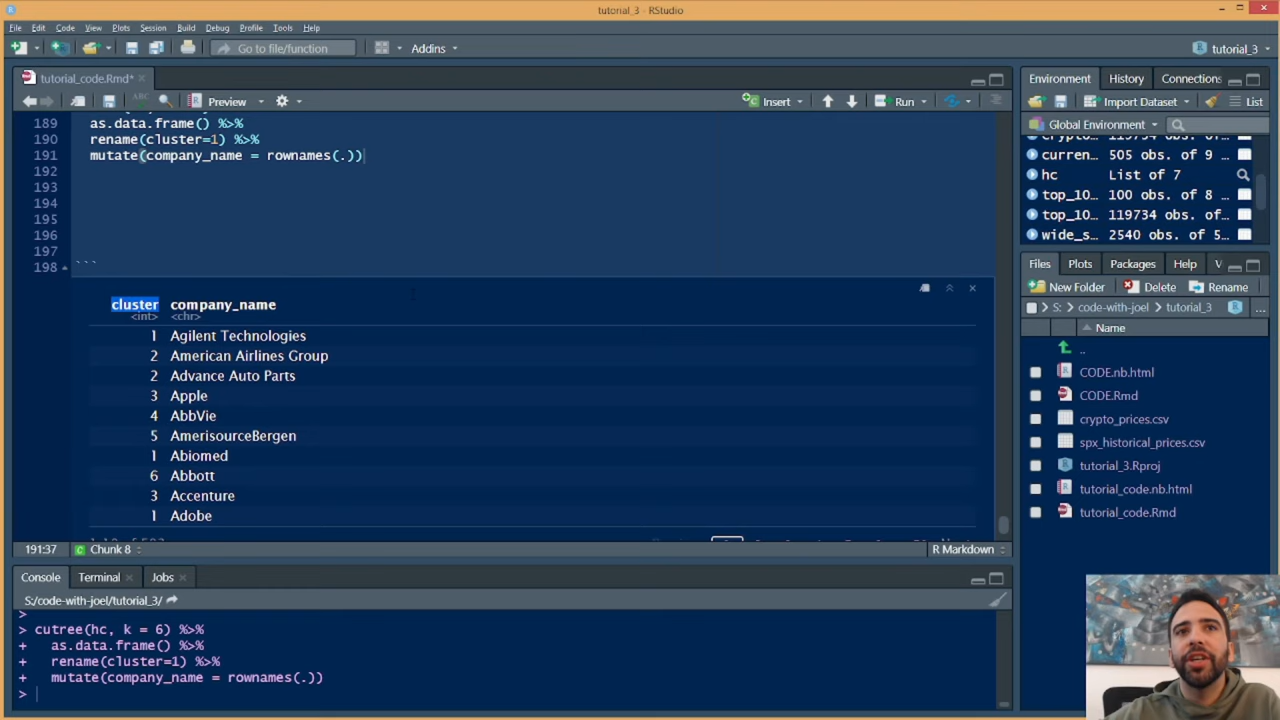 tutorial_3 - RStudio
File Edit Code View Plots Session Build Debug Profile Tools Help
Go to file/function Addins tutorial_3
tutorial_code.Rmd*
ABC Preview Insert Run
189 as.data.frame() %>%
190 rename(cluster=1) %>%
191 mutate(company_name = rownames(.))
192
193
194
195
196
197
198 ```
cluster company_name
<int> <chr>
1 Agilent Technologies
2 American Airlines Group
2 Advance Auto Parts
3 Apple
4 AbbVie
5 AmerisourceBergen
1 Abiomed
6 Abbott
3 Accenture
1 Adobe
191:37 Chunk 8 R Markdown
Console Terminal Jobs
S:/code-with-joel/tutorial_3/
>
> cutree(hc, k = 6) %>%
+ as.data.frame() %>%
+ rename(cluster=1) %>%
+ mutate(company_name = rownames(.))
>
Environment History Connections
Import Dataset List
Global Environment
curren… 505 obs. of 9 …
hc List of 7
top_10… 100 obs. of 8 …
top_10… 119734 obs. of…
wide_s… 2540 obs. of 5…
Files Plots Packages Help V
New Folder Delete Rename
S: code-with-joel tutorial_3 ...
Name
..
CODE.nb.html
CODE.Rmd
crypto_prices.csv
spx_historical_prices.csv
tutorial_3.Rproj
tutorial_code.nb.html
tutorial_code.Rmd